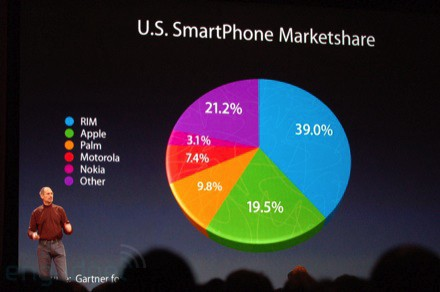 U.S. SmartPhone Marketshare
RIM
Apple
Palm
Motorola
Nokia
Other
21.2%
39.0%
3.1%
7.4%
9.8%
19.5%
Gartner